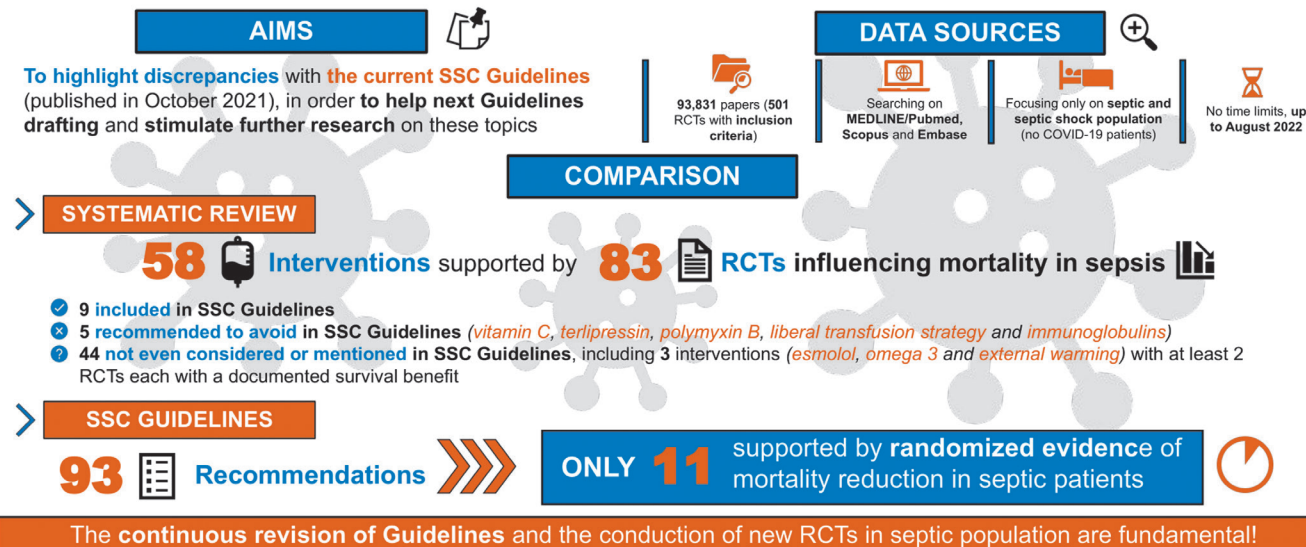 AIMS
To highlight discrepancies with the current SSC Guidelines
(published in October 2021), in order to help next Guidelines
drafting and stimulate further research on these topics
DATA SOURCES
93,831 papers (501
RCTs with inclusion
criteria)
Searching on
MEDLINE/Pubmed,
Scopus and Embase
Focusing only on septic and
septic shock population
(no COVID-19 patients)
No time limits, up
to August 2022
COMPARISON
SYSTEMATIC REVIEW
58 Interventions supported by 83 RCTs influencing mortality in sepsis
9 included in SSC Guidelines
5 recommended to avoid in SSC Guidelines (vitamin C, terlipressin, polymyxin B, liberal transfusion strategy and immunoglobulins)
44 not even considered or mentioned in SSC Guidelines, including 3 interventions (esmolol, omega 3 and external warming) with at least 2
RCTs each with a documented survival benefit
SSC GUIDELINES
93 Recommendations
ONLY 11 supported by randomized evidence of
mortality reduction in septic patients
The continuous revision of Guidelines and the conduction of new RCTs in septic population are fundamental!